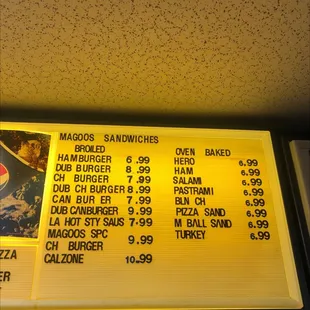 MAGOOS SANDWICHES
BROILED
HAMBURGER 6.99
DUB BURGER 8.99
CH BURGER 7.99
DUB CH BURGER 8.99
CAN BUR ER 7.99
DUB CANBURGER 9.99
LA HOT STY SAUS 7.99
MAGOOS SPC
CH BURGER 9.99
CALZONE 10.99
OVEN BAKED
HERO 6.99
HAM 6.99
SALAMI 6.99
PASTRAMI 6.99
BLN CH 6.99
PIZZA SAND 6.99
M BALL SAND 6.99
TURKEY 6.99
ZZA
ER